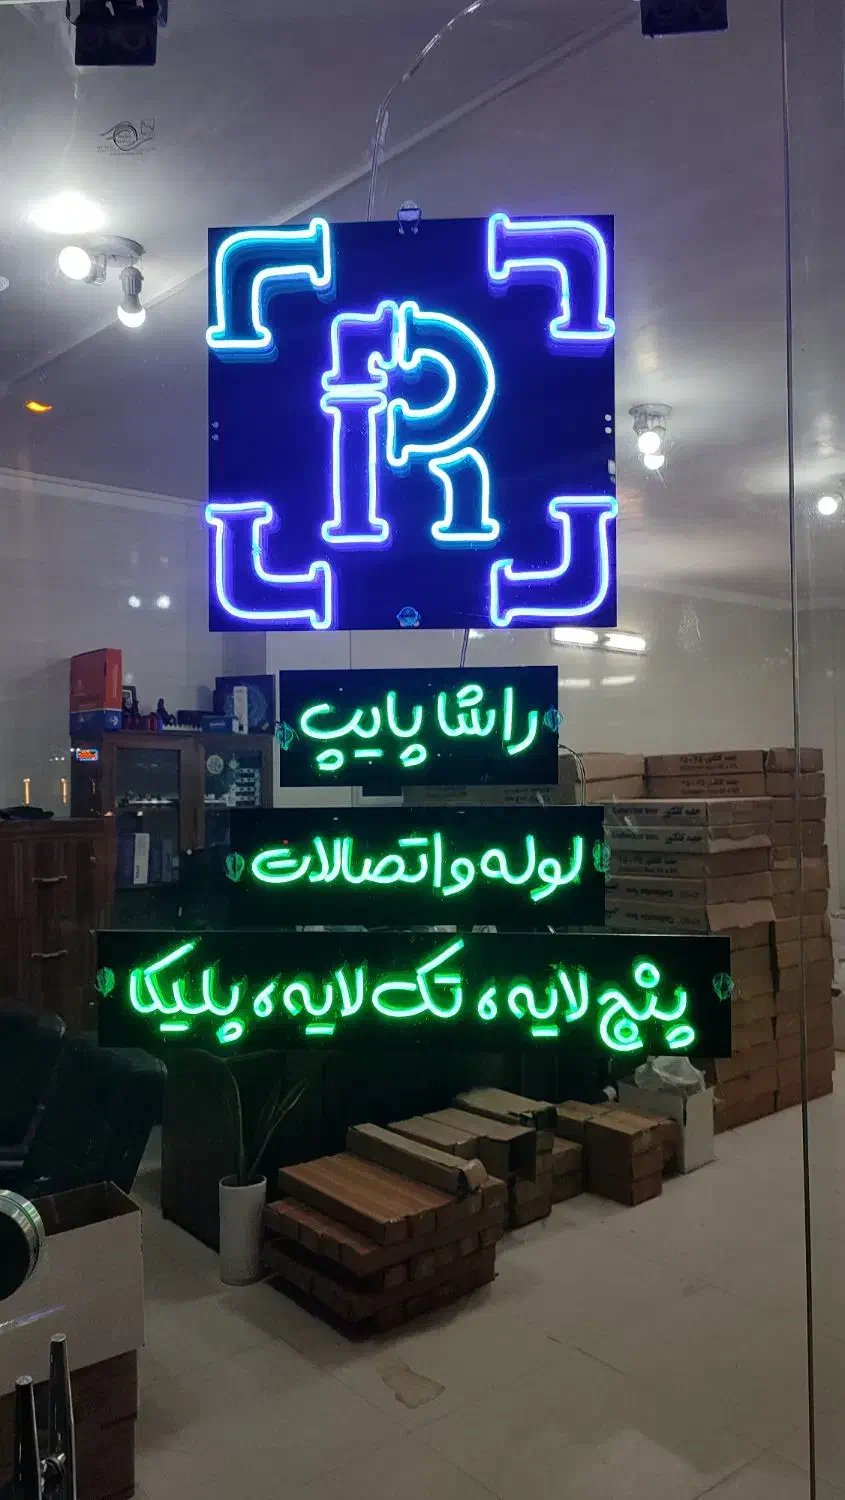 R
راشا پایپ
لوله و اتصالات
پنج لایه، تک لایه، پلیکا